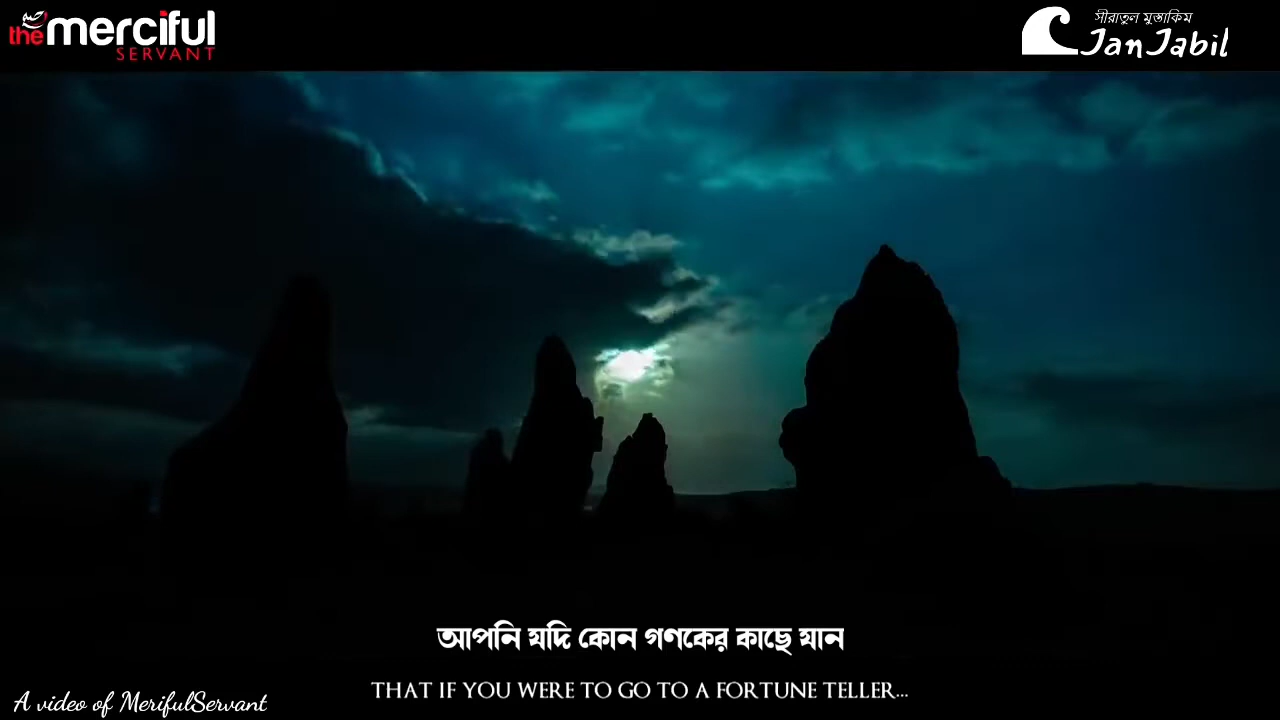 the merciful
SERVANT
সীরাতুল মুস্তাকিম
JanJabil
আপনি যদি কোন গণকের কাছে যান
THAT IF YOU WERE TO GO TO A FORTUNE TELLER...
A video of MerifulServant